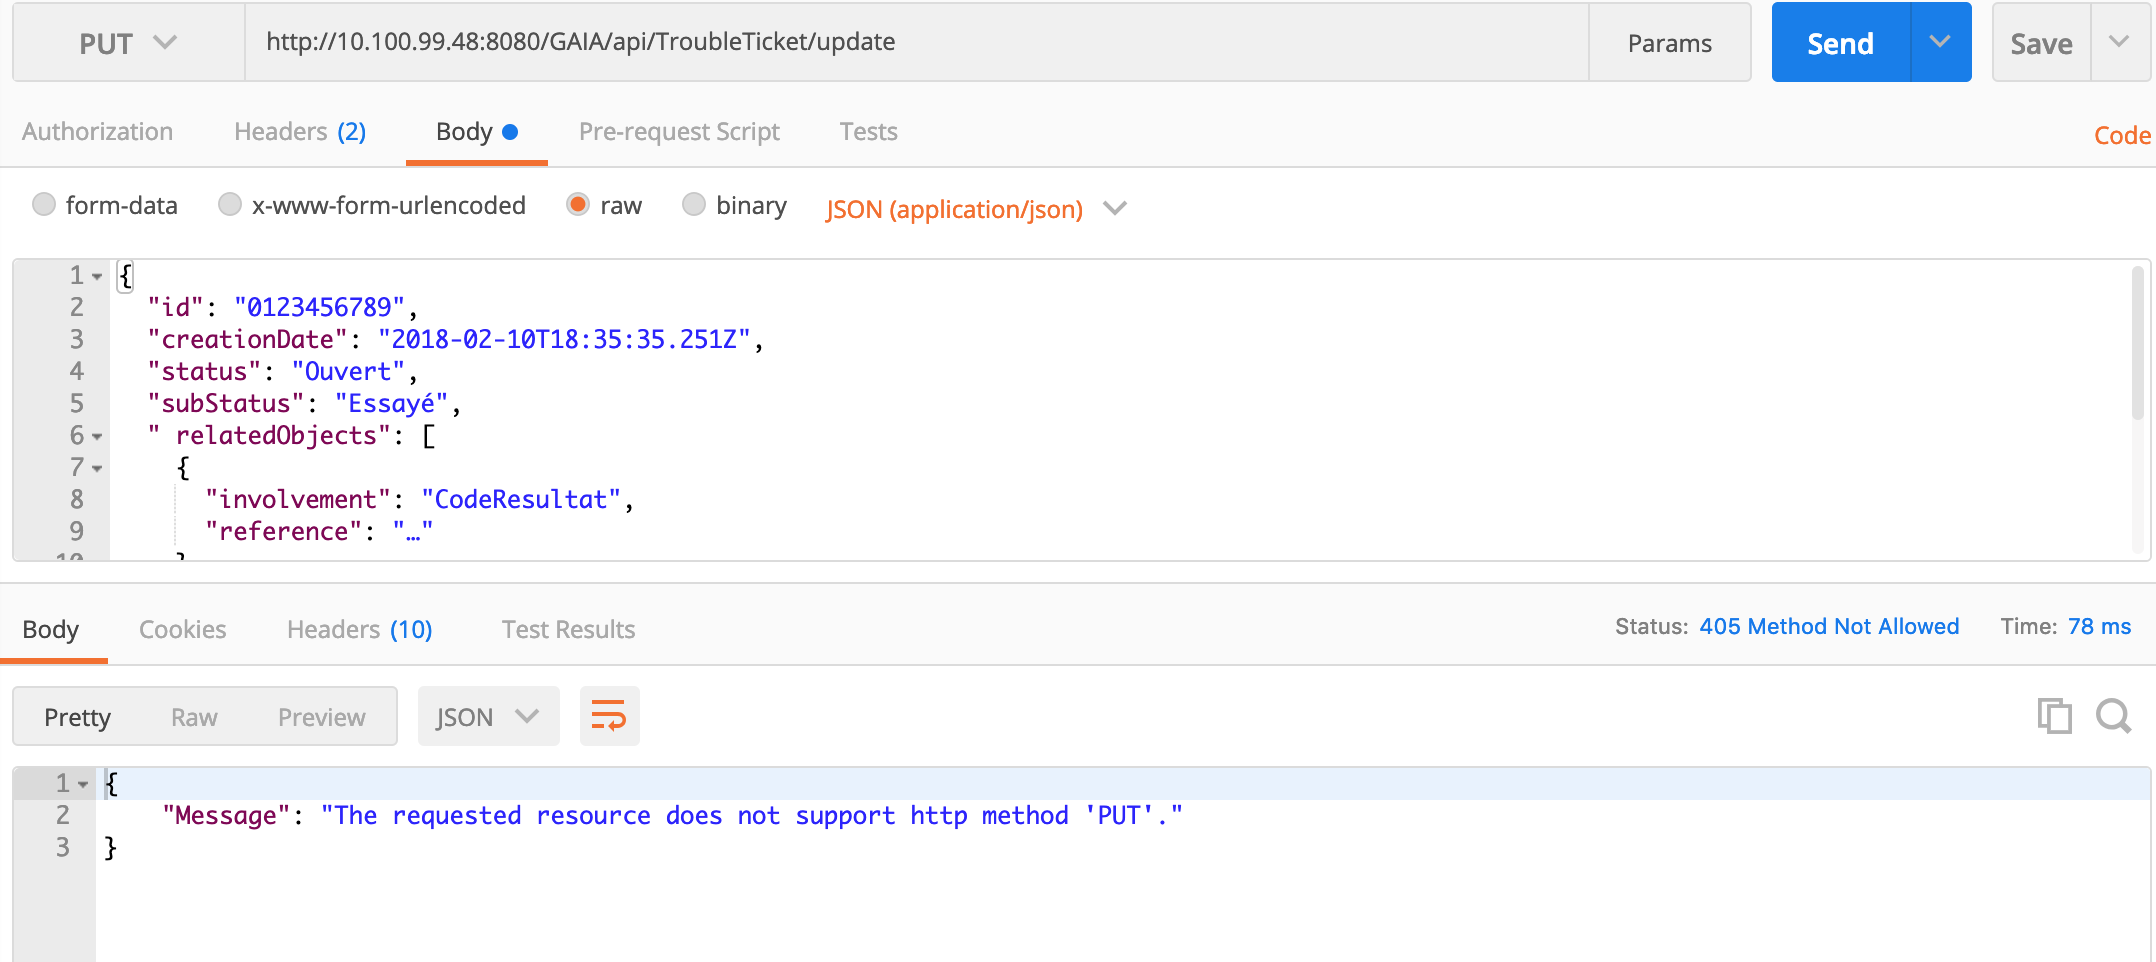 PUT http://10.100.99.48:8080/GAIA/api/TroubleTicket/update Params Send Save
Authorization Headers (2) Body Pre-request Script Tests Code
form-data x-www-form-urlencoded raw binary JSON (application/json)
1 {
2 "id": "0123456789",
3 "creationDate": "2018-02-10T18:35:35.251Z",
4 "status": "Ouvert",
5 "subStatus": "Essayé",
6 " relatedObjects": [
7 {
8 "involvement": "CodeResultat",
9 "reference": "…"
10 }
Body Cookies Headers (10) Test Results Status: 405 Method Not Allowed Time: 78 ms
Pretty Raw Preview JSON
1 {
2 "Message": "The requested resource does not support http method 'PUT'."
3 }